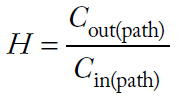 H = C_out(path) / C_in(path)